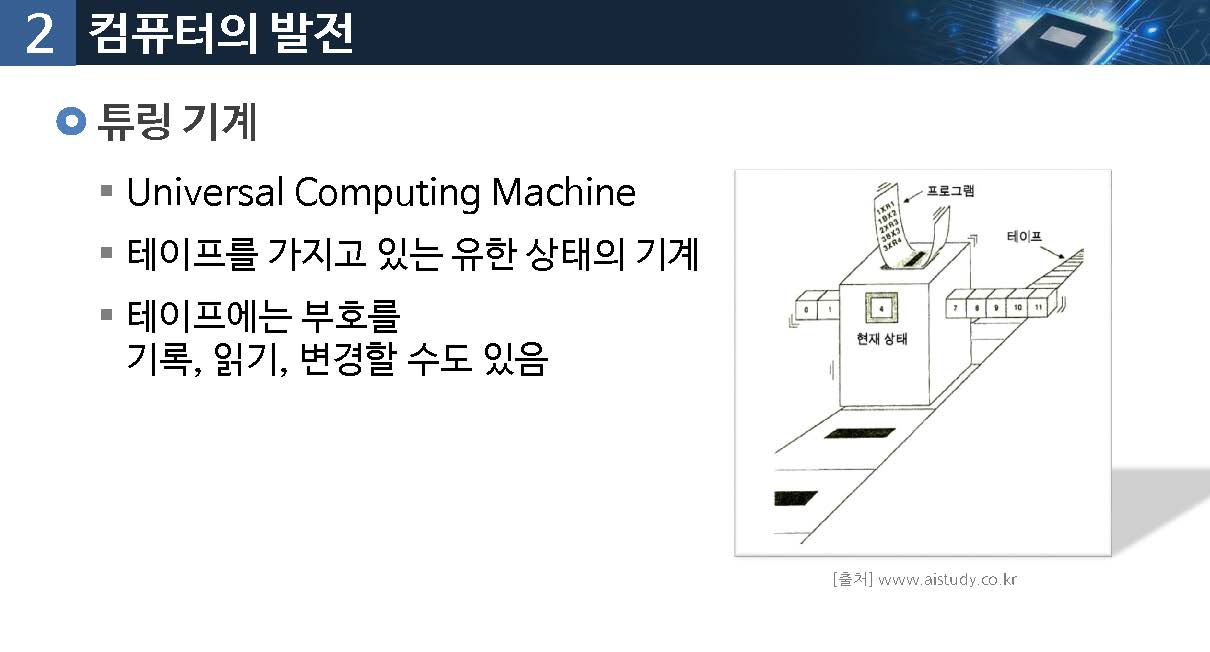 2 컴퓨터의 발전
튜링 기계
Universal Computing Machine
테이프를 가지고 있는 유한 상태의 기계
테이프에는 부호를
기록, 읽기, 변경할 수도 있음
프로그램
1XR1
1BX2
2XR3
3BX3
3XR4
테이프
0 1 4 7 8 9 10 11
현재 상태
[출처] www.aistudy.co.kr